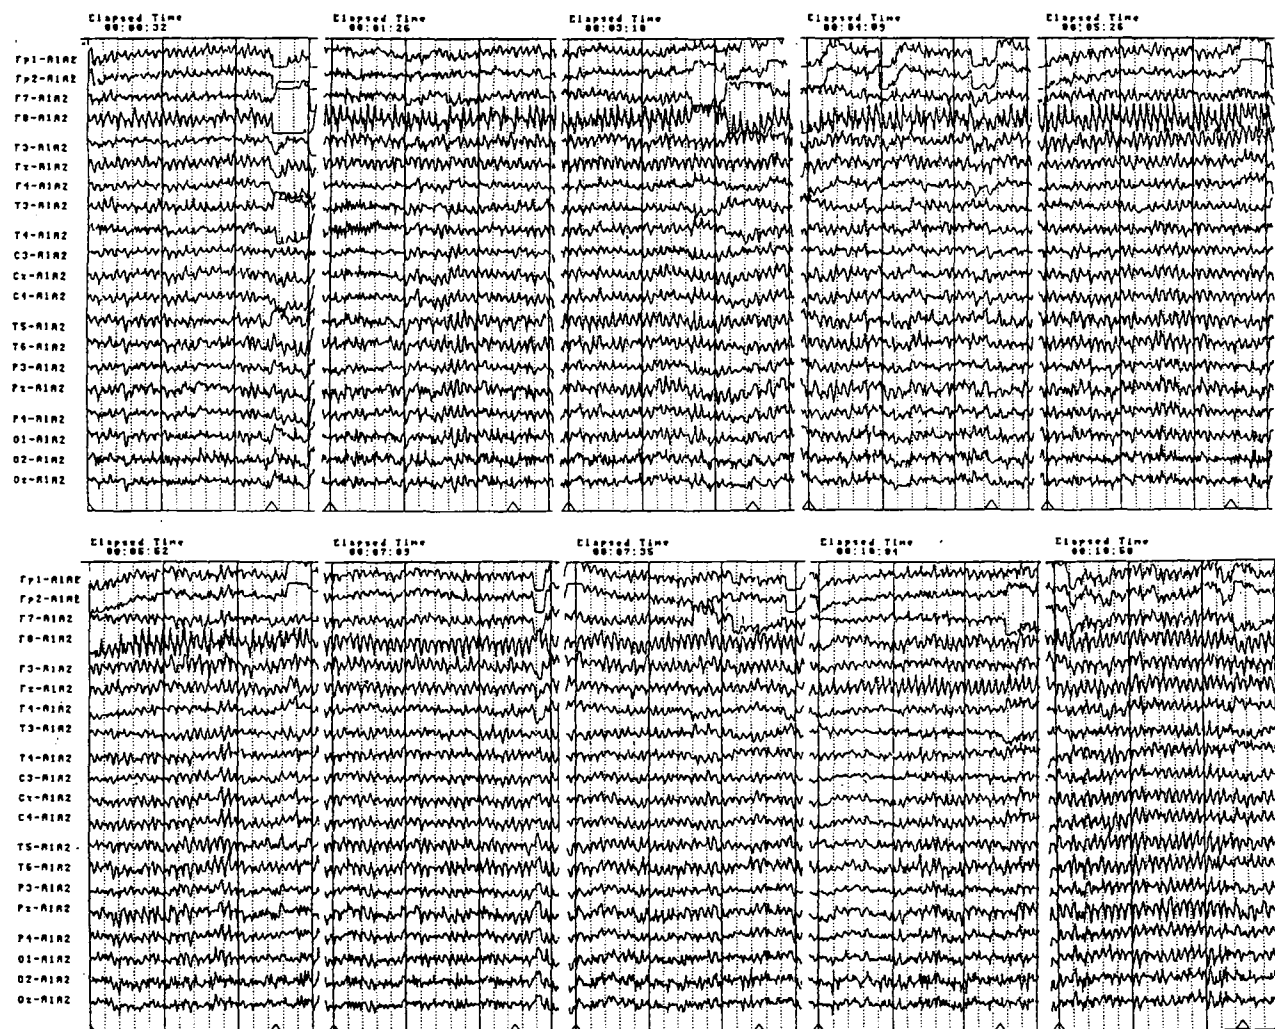 Elapsed Time Elapsed Time Elapsed Time Elapsed Time Elapsed Time
00:00:32 00:01:26 00:03:10 00:04:09 00:05:26
Fp1-A1A2
Fp2-A1A2
F7-A1A2
F8-A1A2
F3-A1A2
Fz-A1A2
F4-A1A2
T3-A1A2
T4-A1A2
C3-A1A2
Cz-A1A2
C4-A1A2
T5-A1A2
T6-A1A2
P3-A1A2
Pz-A1A2
P4-A1A2
O1-A1A2
O2-A1A2
Oz-A1A2
Elapsed Time Elapsed Time Elapsed Time Elapsed Time Elapsed Time
00:07:35 00:10:04 00:10:50
Fp1-A1A2
Fp2-A1A2
F7-A1A2
F8-A1A2
F3-A1A2
Fz-A1A2
F4-A1A2
T3-A1A2
T4-A1A2
C3-A1A2
Cz-A1A2
C4-A1A2
T5-A1A2
T6-A1A2
P3-A1A2
Pz-A1A2
P4-A1A2
O1-A1A2
O2-A1A2
Oz-A1A2